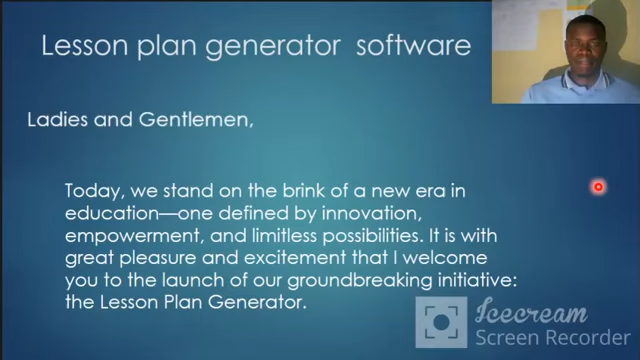 Lesson plan generator software
Ladies and Gentlemen,
Today, we stand on the brink of a new era in
education—one defined by innovation,
empowerment, and limitless possibilities. It is with
great pleasure and excitement that I welcome
you to the launch of our groundbreaking initiative:
the Lesson Plan Generator.
Icecream
Screen Recorder